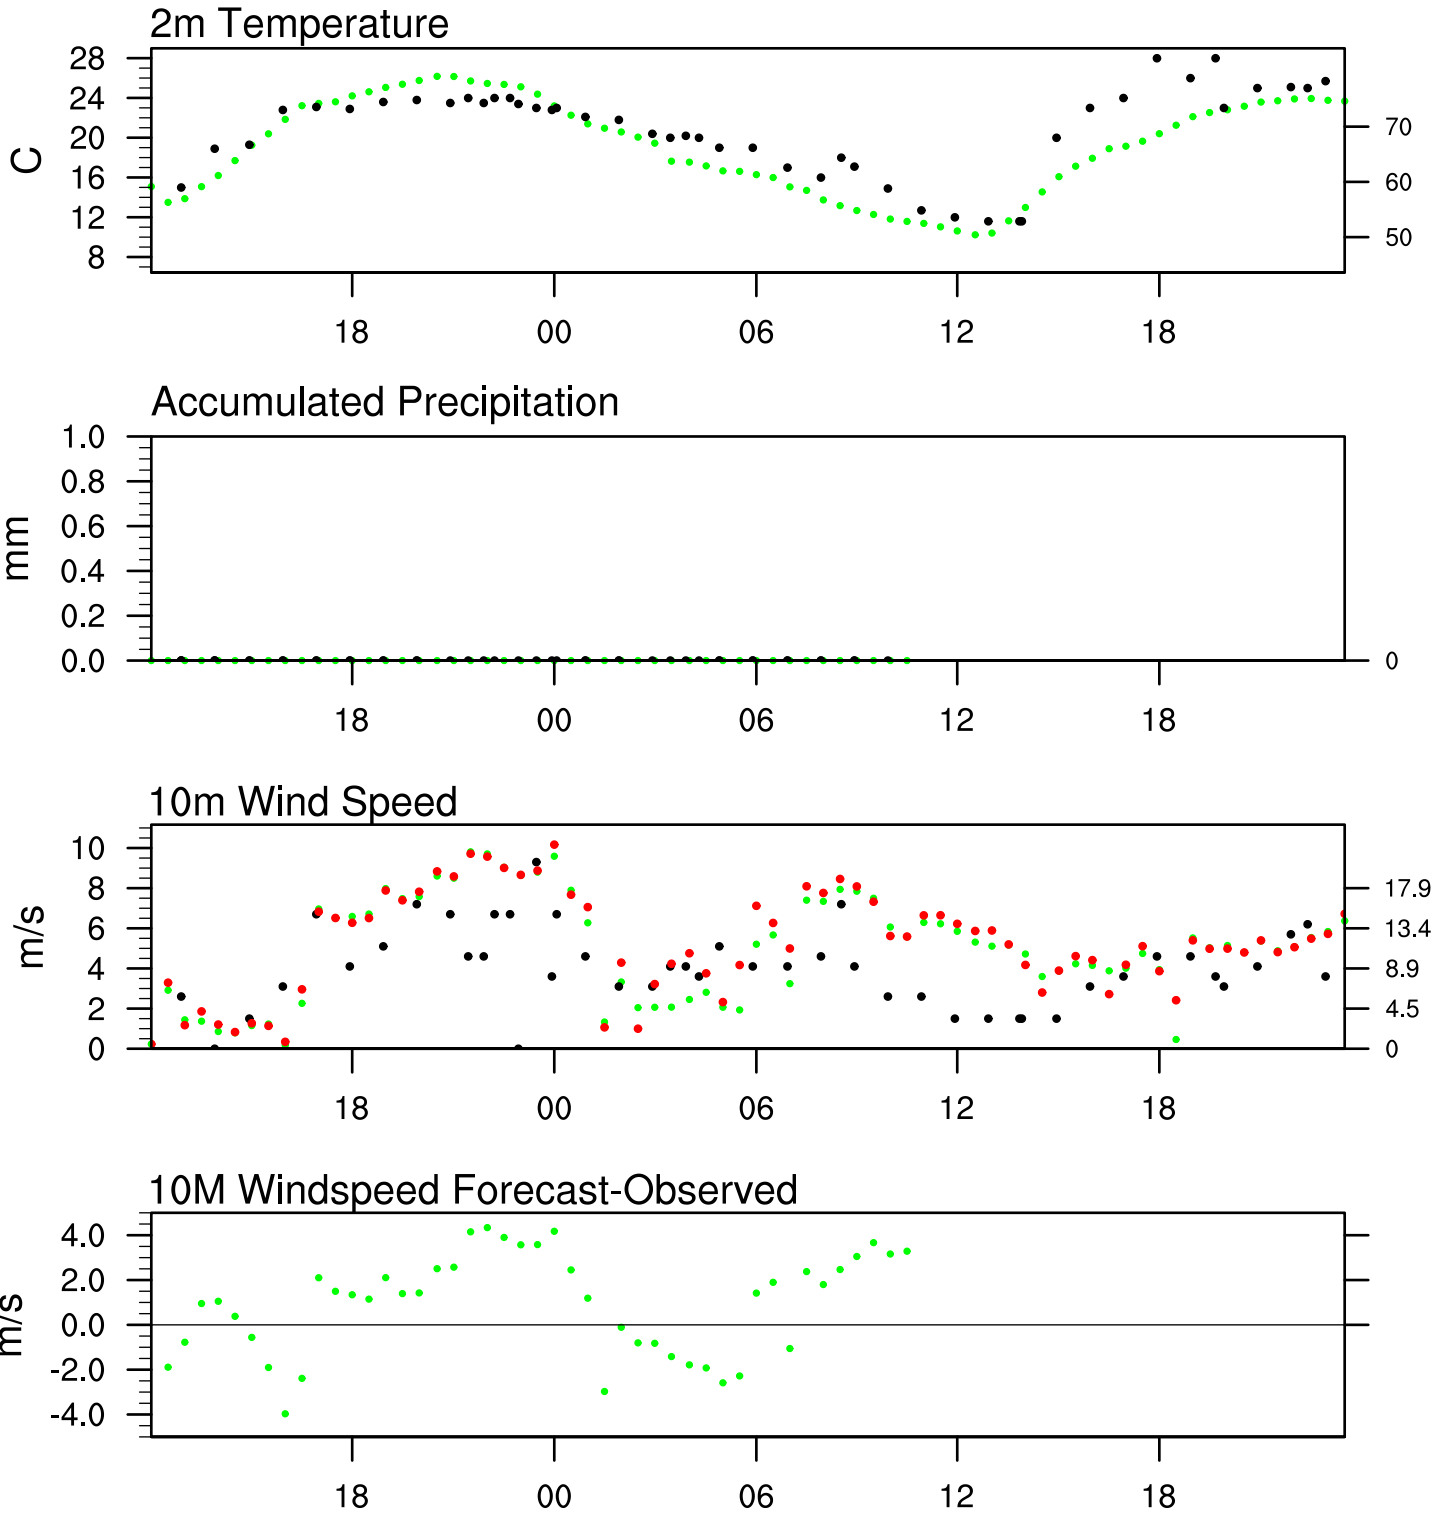 2m Temperature
28
24
20
16
12
8
C
70
60
50
18 00 06 12 18
Accumulated Precipitation
1.0
0.8
0.6
0.4
0.2
0.0
mm
0
18 00 06 12 18
10m Wind Speed
10
8
6
4
2
0
m/s
17.9
13.4
8.9
4.5
0
18 00 06 12 18
10M Windspeed Forecast-Observed
4.0
2.0
0.0
-2.0
-4.0
m/s
18 00 06 12 18